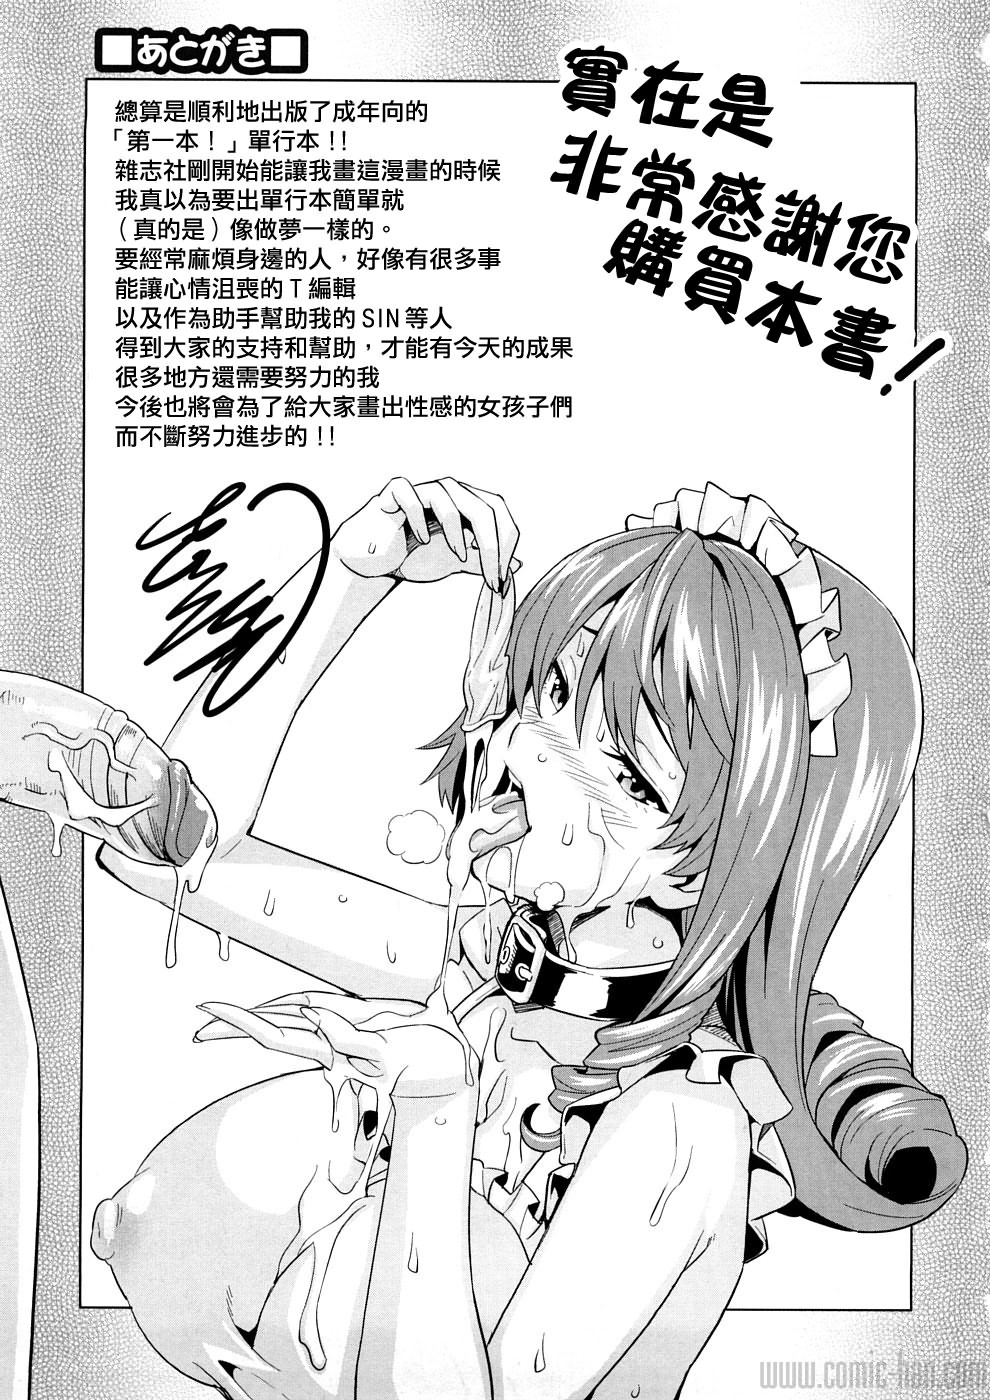 ■あとがき■
實在是
非常感謝您
購買本書！
總算是順利地出版了成年向的
「第一本！」單行本！！
雜志社剛開始能讓我畫這漫畫的時候
我真以為要出單行本簡單就
（真的是）像做夢一樣的。
要經常麻煩身邊的人，好像有很多事
能讓心情沮喪的T編輯
以及作為助手幫助我的SIN等人
得到大家的支持和幫助，才能有今天的成果
很多地方還需要努力的我
今後也將會為了給大家畫出性感的女孩子們
而不斷努力進步的！！
www.comic-han.com